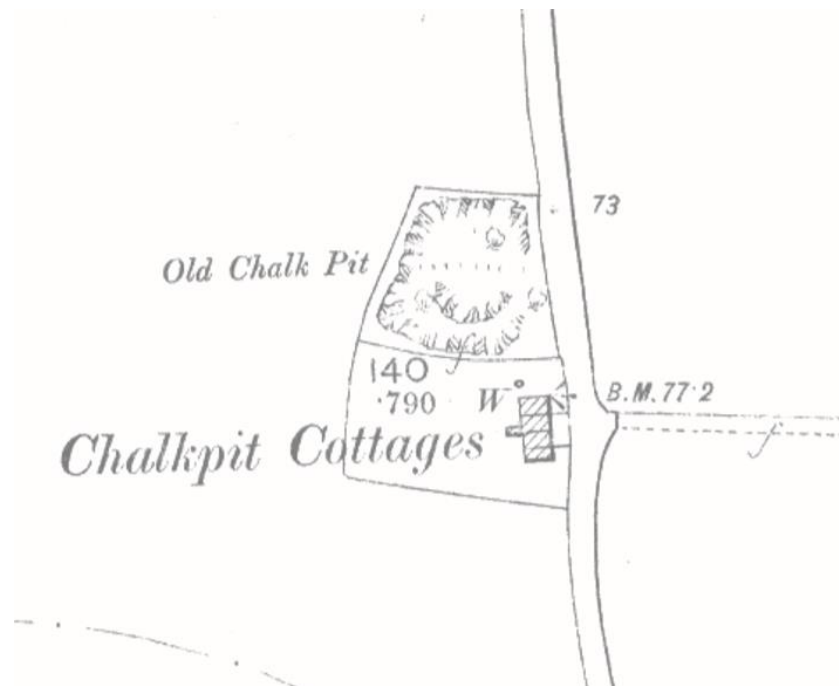 73
Old Chalk Pit
140
·790
W
B.M. 77·2
Chalkpit Cottages
f
f